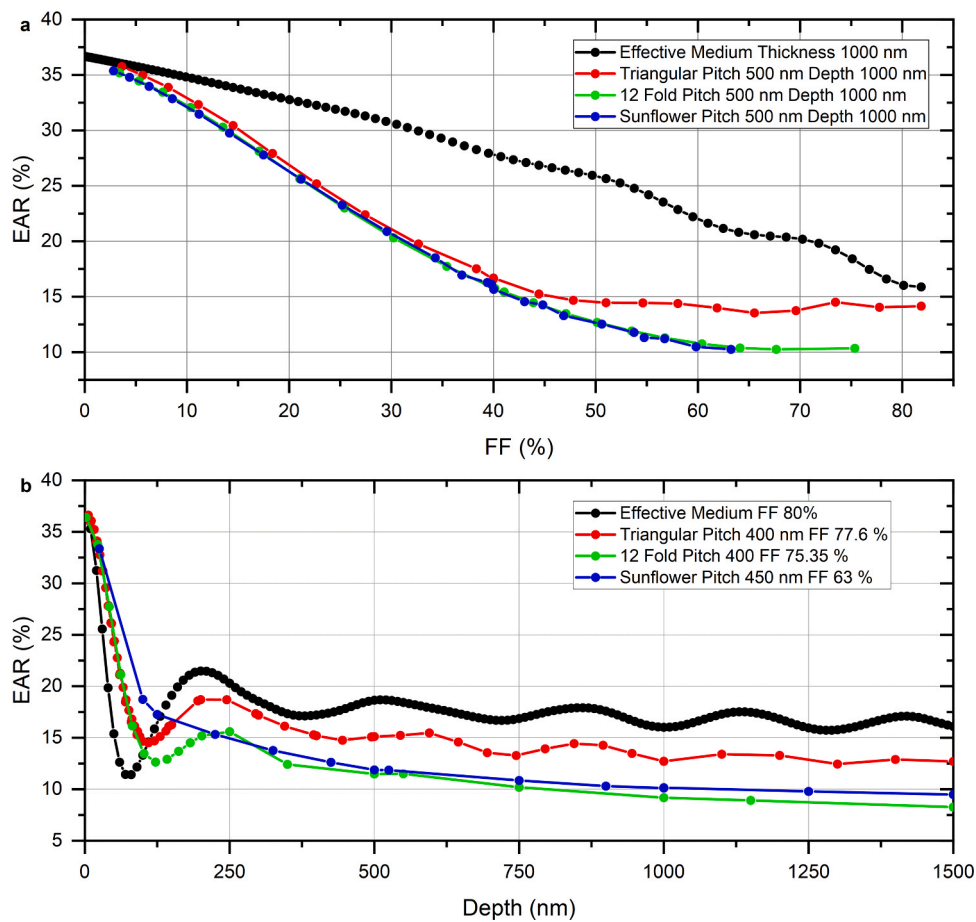 a
40
35
30
25
20
15
10
EAR (%)
Effective Medium Thickness 1000 nm
Triangular Pitch 500 nm Depth 1000 nm
12 Fold Pitch 500 nm Depth 1000 nm
Sunflower Pitch 500 nm Depth 1000 nm
0 10 20 30 40 50 60 70 80
FF (%)
b
40
35
30
25
20
15
10
5
EAR (%)
Effective Medium FF 80%
Triangular Pitch 400 nm FF 77.6 %
12 Fold Pitch 400 FF 75.35 %
Sunflower Pitch 450 nm FF 63 %
0 250 500 750 1000 1250 1500
Depth (nm)